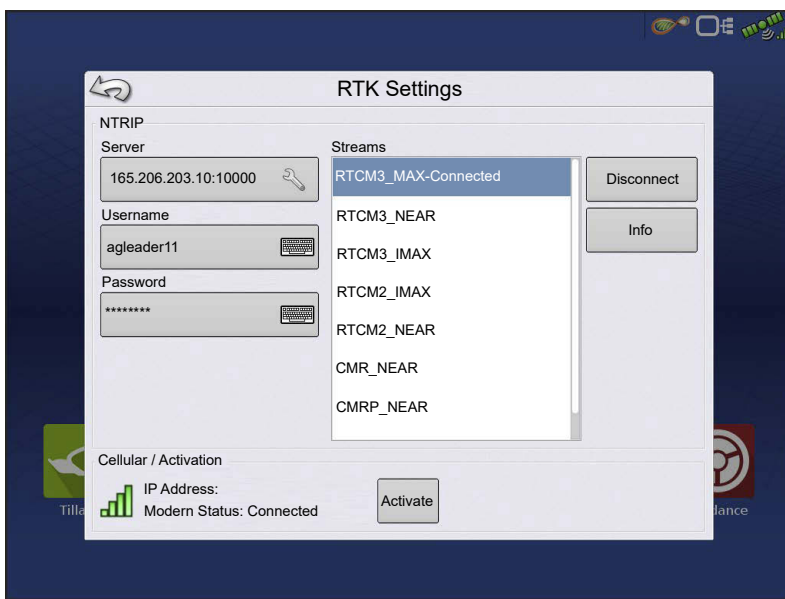 RTK Settings
NTRIP
Server
Streams
165.206.203.10:10000
RTCM3_MAX-Connected
Disconnect
Username
RTCM3_NEAR
Info
agleader11
RTCM3_IMAX
Password
RTCM2_IMAX
********
RTCM2_NEAR
CMR_NEAR
CMRP_NEAR
Cellular / Activation
IP Address:
Modern Status: Connected
Activate
Tilla
dance